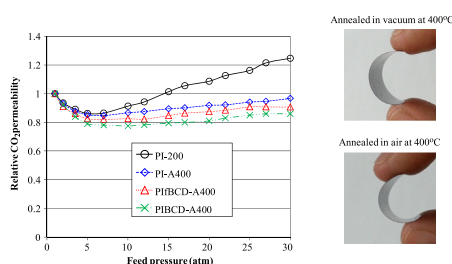 Annealed in vacuum at 400°C
1.4
1.2
1
0.8
0.6
0.4
0.2
0
Relative CO2 permeability
PI-200
PI-A400
PIfBCD-A400
PIBCD-A400
0 5 10 15 20 25 30
Feed pressure (atm)
Annealed in air at 400°C